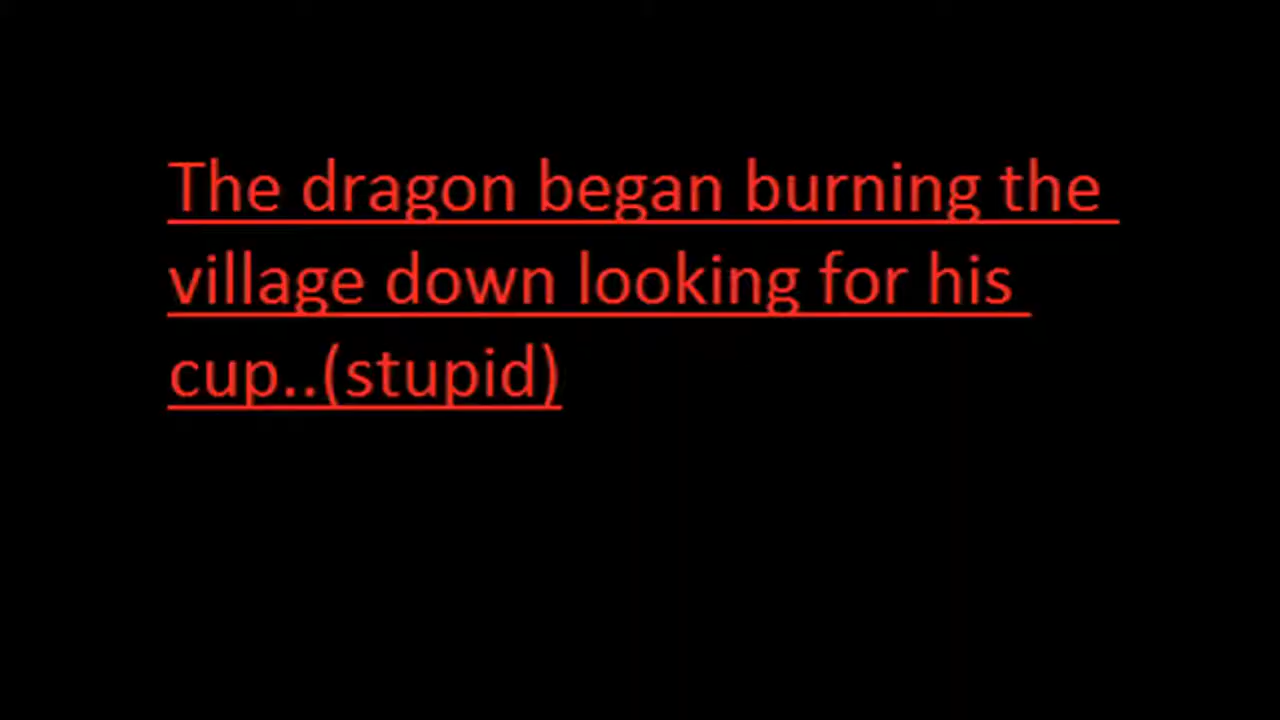 The dragon began burning the
village down looking for his
cup..(stupid)